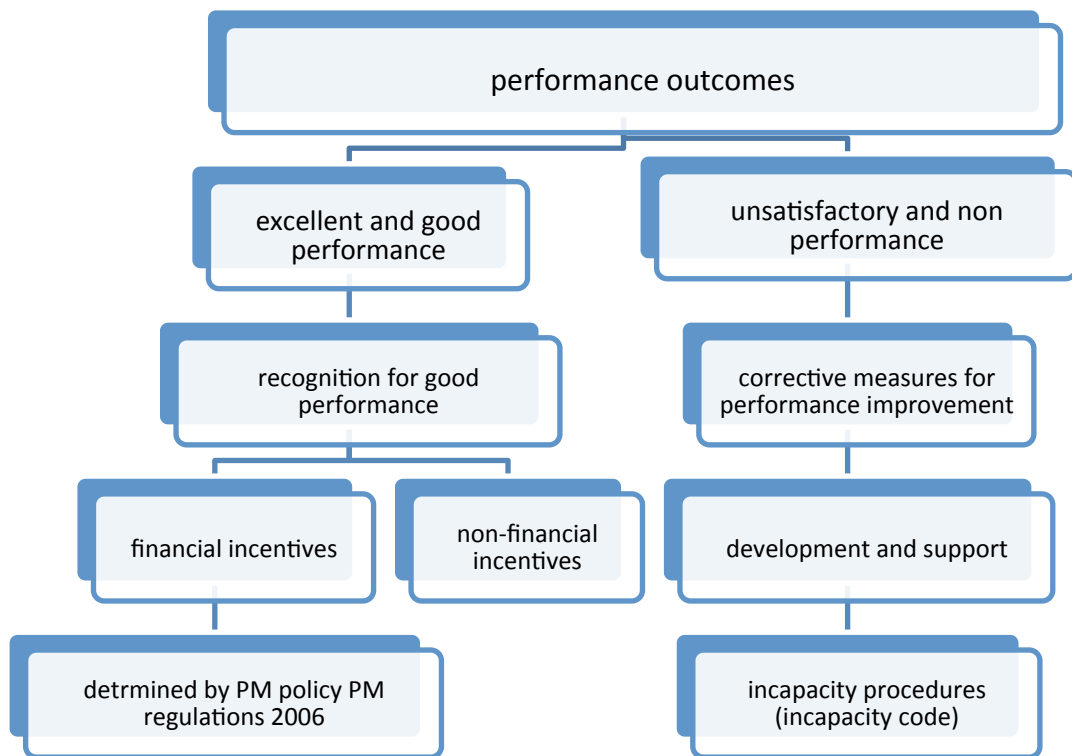 performance outcomes
excellent and good
performance
unsatisfactory and non
performance
recognition for good
performance
corrective measures for
performance improvement
financial incentives
non-financial
incentives
development and support
detrmined by PM policy PM
regulations 2006
incapacity procedures
(incapacity code)